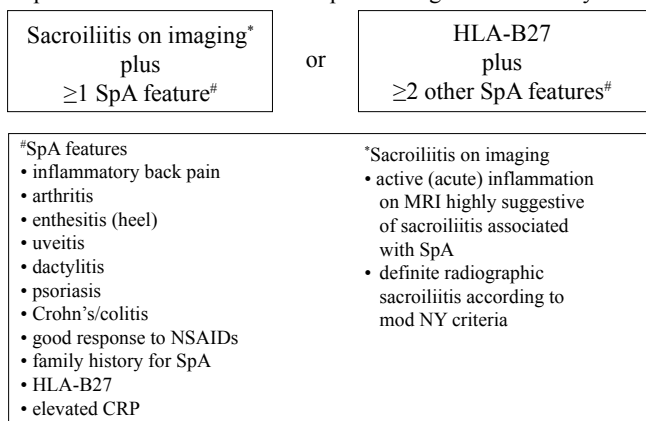 Sacroiliitis on imaging*
plus
≥1 SpA feature#
or
HLA-B27
plus
≥2 other SpA features#
#SpA features
• inflammatory back pain
• arthritis
• enthesitis (heel)
• uveitis
• dactylitis
• psoriasis
• Crohn's/colitis
• good response to NSAIDs
• family history for SpA
• HLA-B27
• elevated CRP
*Sacroiliitis on imaging
• active (acute) inflammation
on MRI highly suggestive
of sacroiliitis associated
with SpA
• definite radiographic
sacroiliitis according to
mod NY criteria